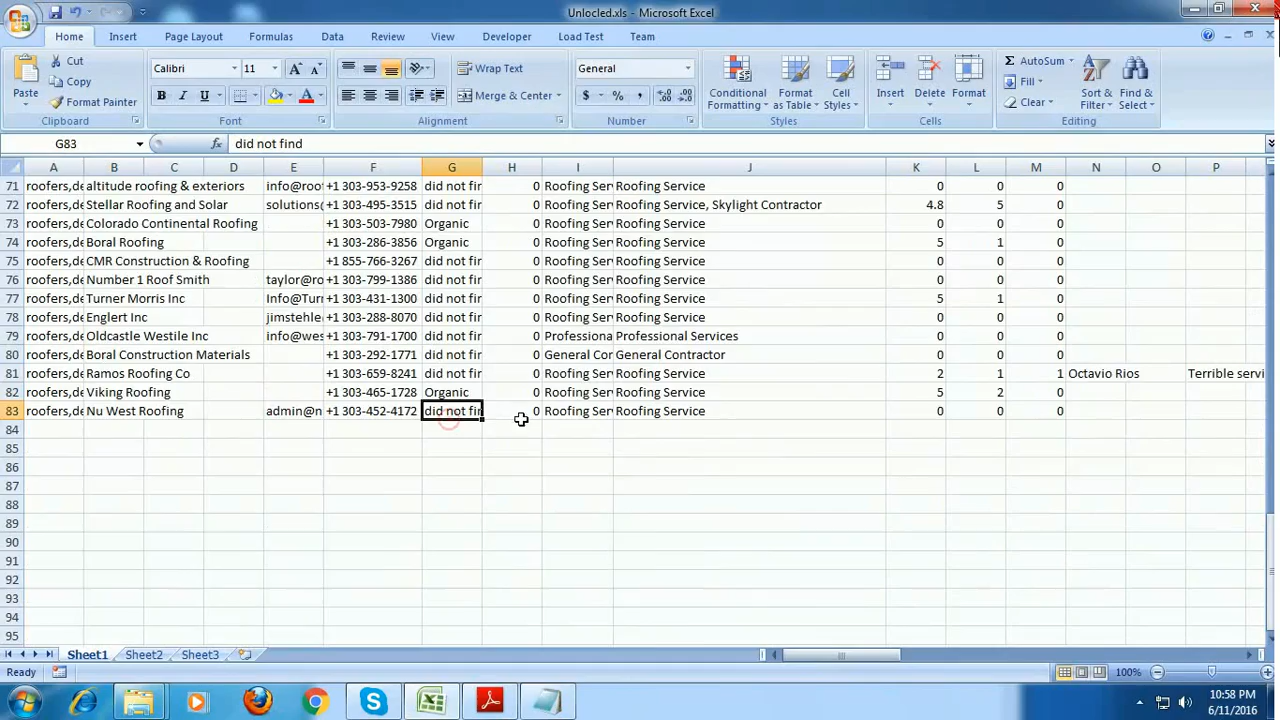 Unlocled.xls - Microsoft Excel
Home Insert Page Layout Formulas Data Review View Developer Load Test Team
Paste Cut Copy Format Painter Clipboard
Calibri 11 B I U Font
Wrap Text Merge & Center Alignment
General $ % , Number
Conditional Formatting Format as Table Cell Styles Styles
Insert Delete Format Cells
Σ AutoSum Fill Clear Sort & Filter Find & Select Editing
G83 fx did not find
A B C D E F G H I J K L M N O P
71 roofers,de altitude roofing & exteriors info@roo +1 303-953-9258 did not fir 0 Roofing Ser Roofing Service 0 0 0
72 roofers,de Stellar Roofing and Solar solutions@ +1 303-495-3515 did not fir 0 Roofing Ser Roofing Service, Skylight Contractor 4.8 5 0
73 roofers,de Colorado Continental Roofing +1 303-503-7980 Organic 0 Roofing Ser Roofing Service 0 0 0
74 roofers,de Boral Roofing +1 303-286-3856 Organic 0 Roofing Ser Roofing Service 5 1 0
75 roofers,de CMR Construction & Roofing +1 855-766-3267 did not fir 0 Roofing Ser Roofing Service 0 0 0
76 roofers,de Number 1 Roof Smith taylor@ro +1 303-799-1386 did not fir 0 Roofing Ser Roofing Service 0 0 0
77 roofers,de Turner Morris Inc Info@Tur +1 303-431-1300 did not fir 0 Roofing Ser Roofing Service 5 1 0
78 roofers,de Englert Inc jimstehle +1 303-288-8070 did not fir 0 Roofing Ser Roofing Service 0 0 0
79 roofers,de Oldcastle Westile Inc info@wes +1 303-791-1700 did not fir 0 Professiona Professional Services 0 0 0
80 roofers,de Boral Construction Materials +1 303-292-1771 did not fir 0 General Cor General Contractor 0 0 0
81 roofers,de Ramos Roofing Co +1 303-659-8241 did not fir 0 Roofing Ser Roofing Service 2 1 1 Octavio Rios Terrible servi
82 roofers,de Viking Roofing +1 303-465-1728 Organic 0 Roofing Ser Roofing Service 5 2 0
83 roofers,de Nu West Roofing admin@n +1 303-452-4172 did not fir 0 Roofing Ser Roofing Service 0 0 0
84
85
86
87
88
89
90
91
92
93
94
95
Sheet1 Sheet2 Sheet3
Ready 100%
10:58 PM
6/11/2016